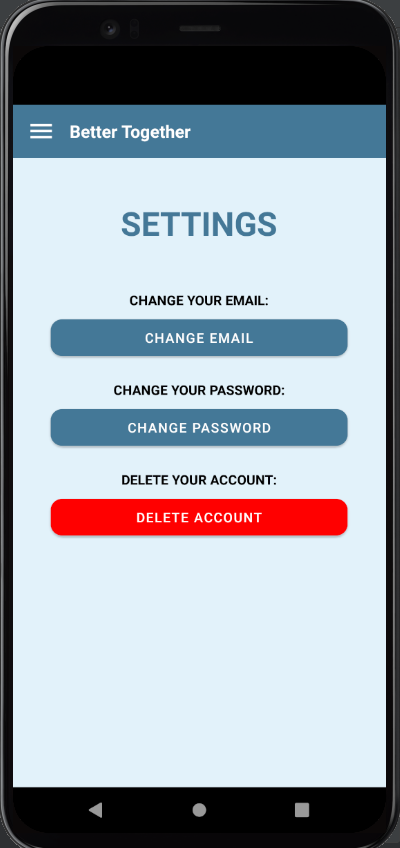 Better Together
SETTINGS
CHANGE YOUR EMAIL:
CHANGE EMAIL
CHANGE YOUR PASSWORD:
CHANGE PASSWORD
DELETE YOUR ACCOUNT:
DELETE ACCOUNT